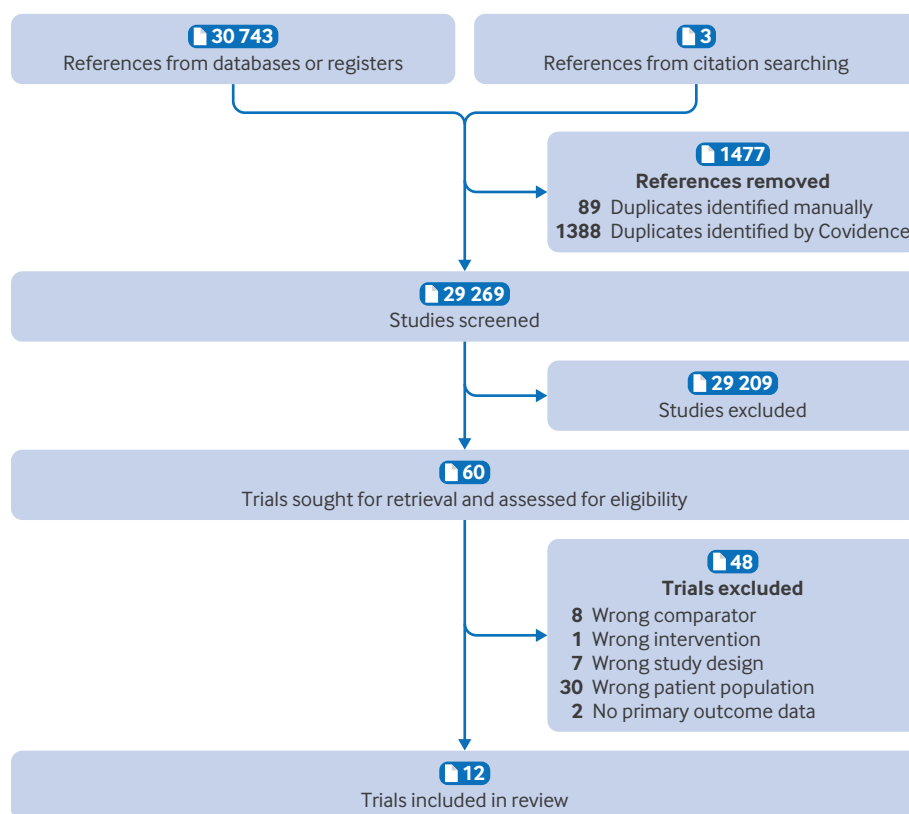 30 743
References from databases or registers
3
References from citation searching
1477
References removed
89 Duplicates identified manually
1388 Duplicates identified by Covidence
29 269
Studies screened
29 209
Studies excluded
60
Trials sought for retrieval and assessed for eligibility
48
Trials excluded
8 Wrong comparator
1 Wrong intervention
7 Wrong study design
30 Wrong patient population
2 No primary outcome data
12
Trials included in review